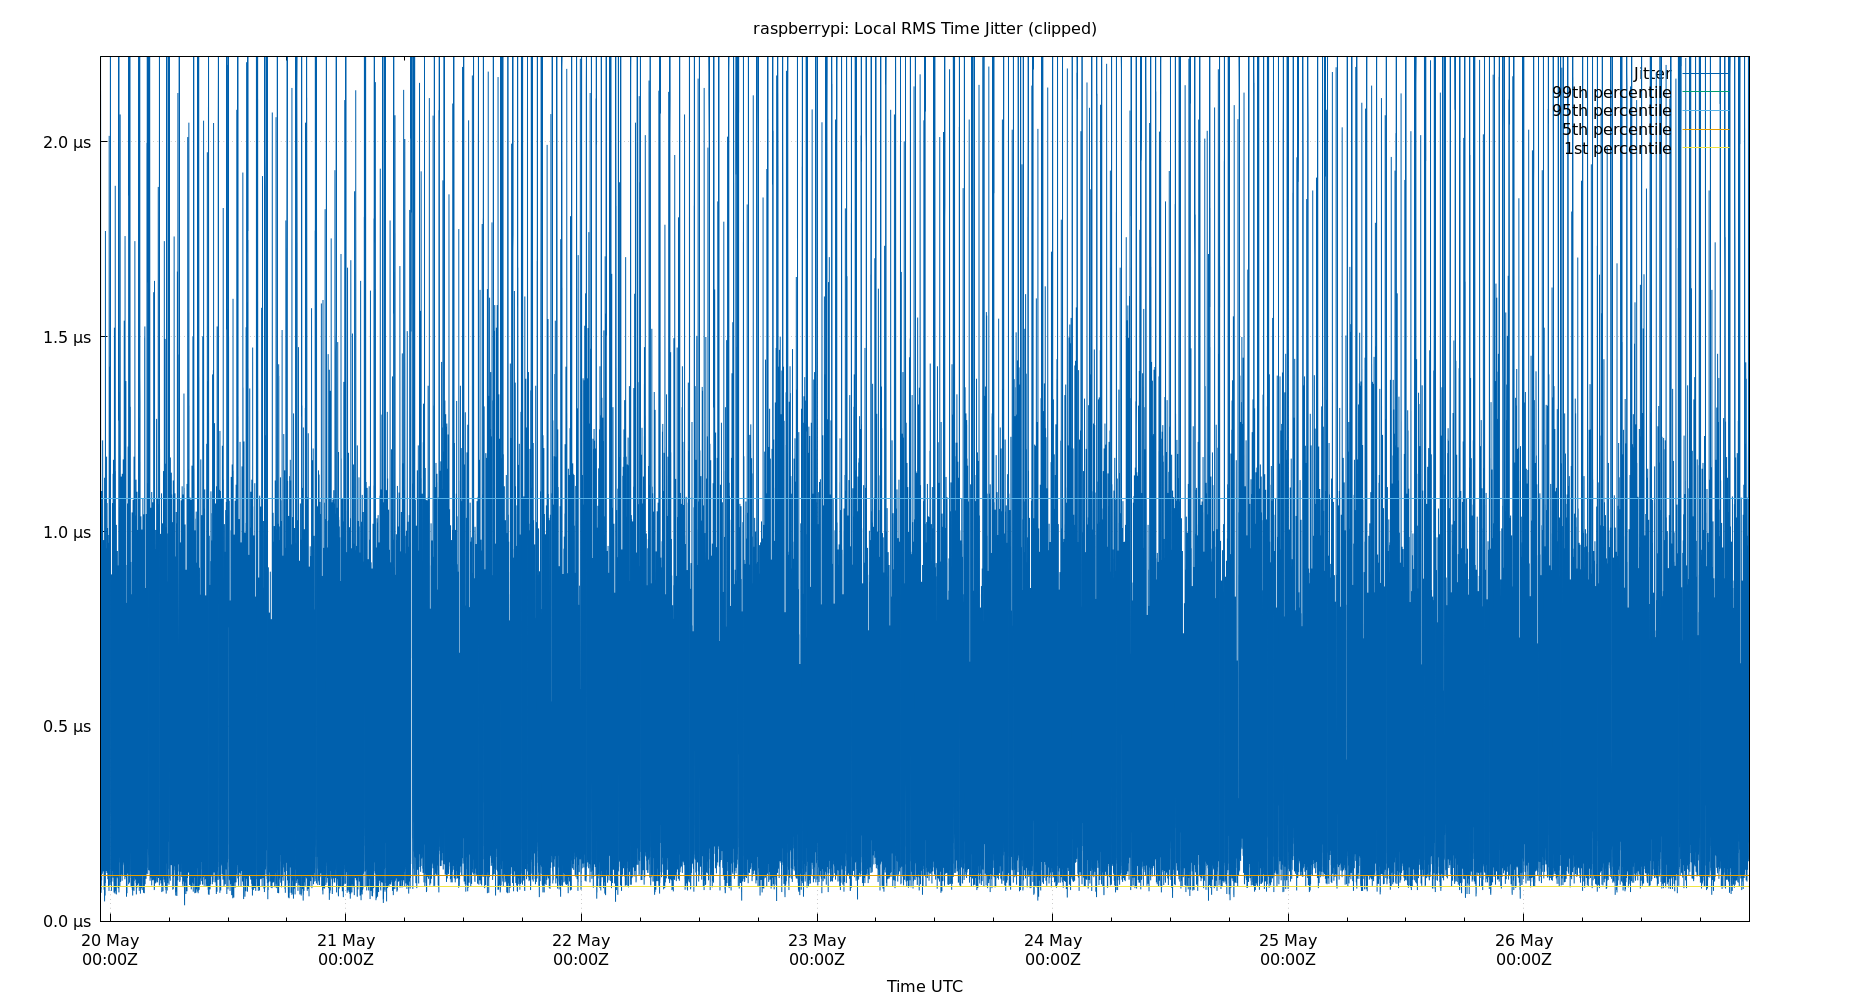 raspberrypi: Local RMS Time Jitter (clipped)
Jitter
99th percentile
95th percentile
5th percentile
1st percentile
2.0 µs
1.5 µs
1.0 µs
0.5 µs
0.0 µs
20 May 21 May 22 May 23 May 24 May 25 May 26 May
00:00Z 00:00Z 00:00Z 00:00Z 00:00Z 00:00Z 00:00Z
Time UTC